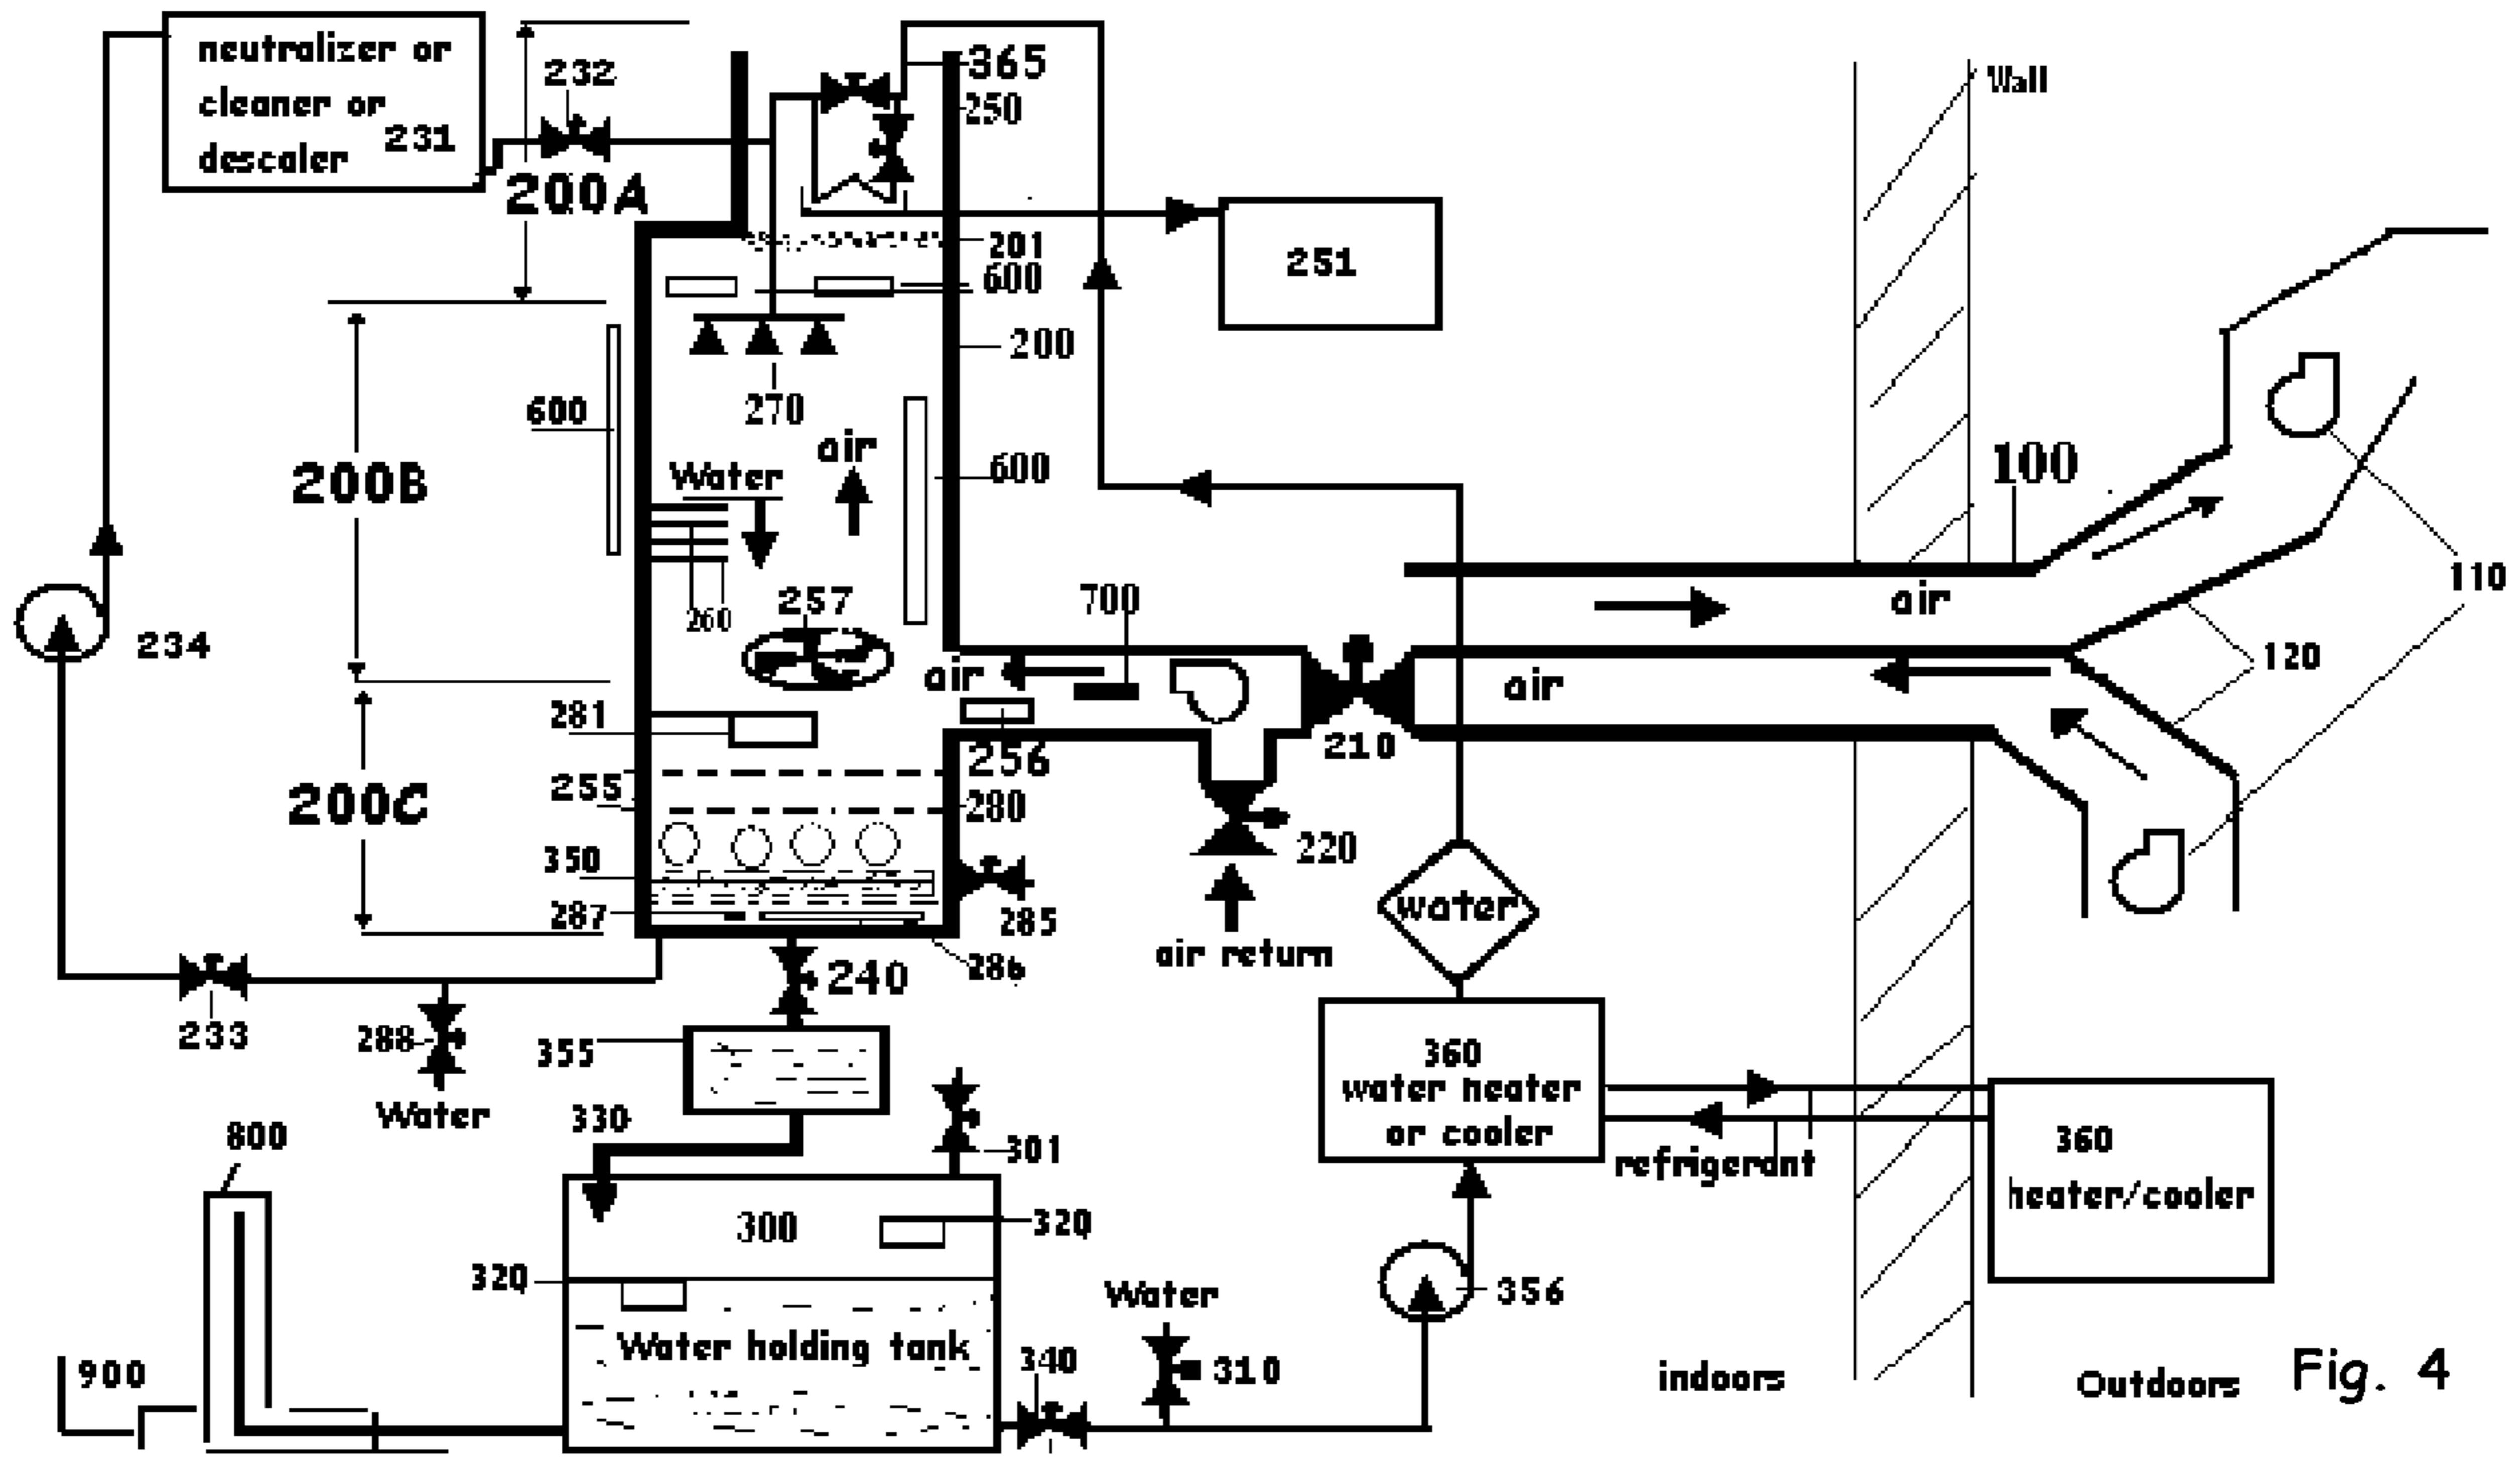 neutralizer or
cleaner or
descaler 231
232
200A
365
250
Wall
201
600
251
200
270
600
200B
Water
air
600
100
260
257
700
air
110
234
air
air
120
281
256
210
255
280
200C
350
220
287
285
water
air return
286
240
233
288
355
360
water heater
or cooler
Water
330
800
301
refrigerant
360
heater/cooler
300
320
320
Water
356
Water holding tank
340
310
900
indoors
Outdoors
Fig. 4